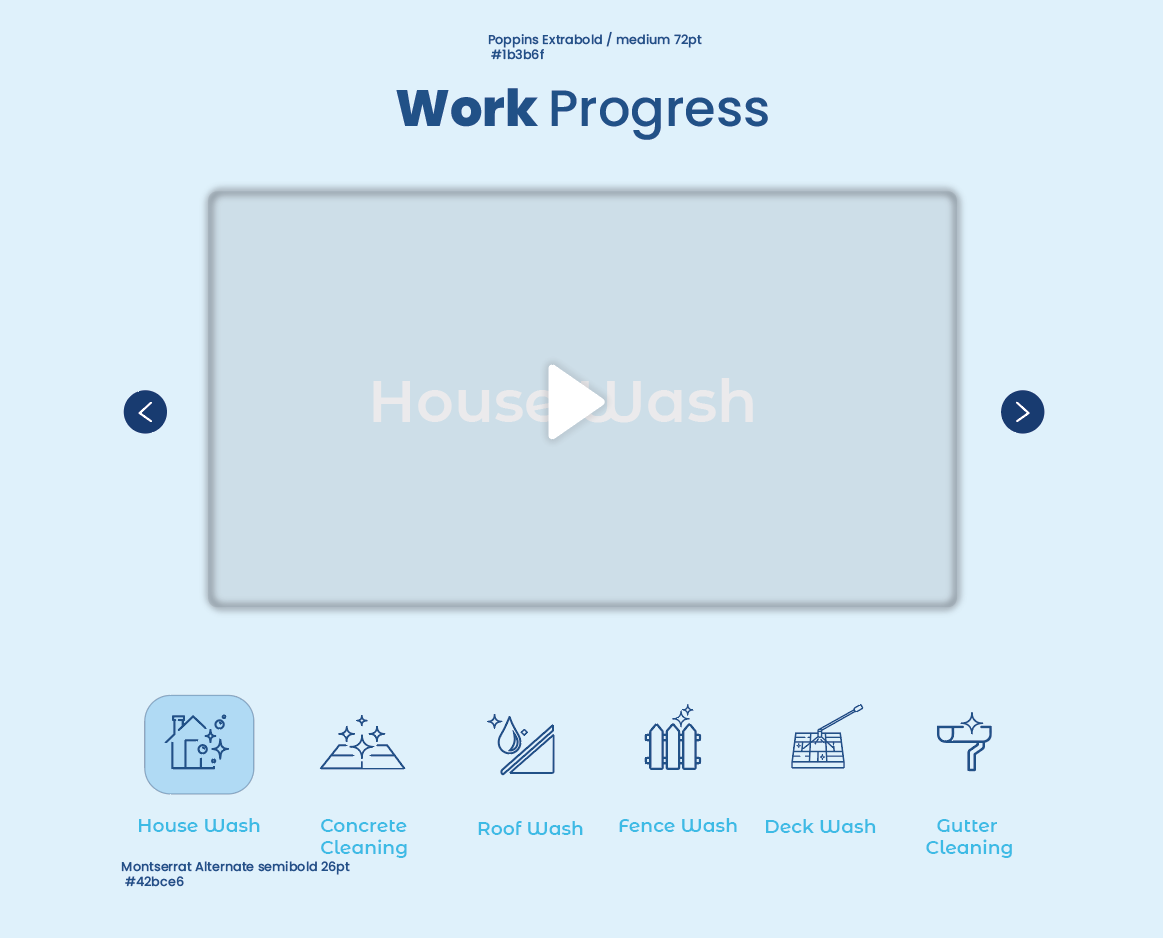 Poppins Extrabold / medium 72pt
#1b3b6f
Work Progress
House Wash
House Wash
Concrete
Cleaning
Roof Wash
Fence Wash
Deck Wash
Gutter
Cleaning
Montserrat Alternate semibold 26pt
#42bce6